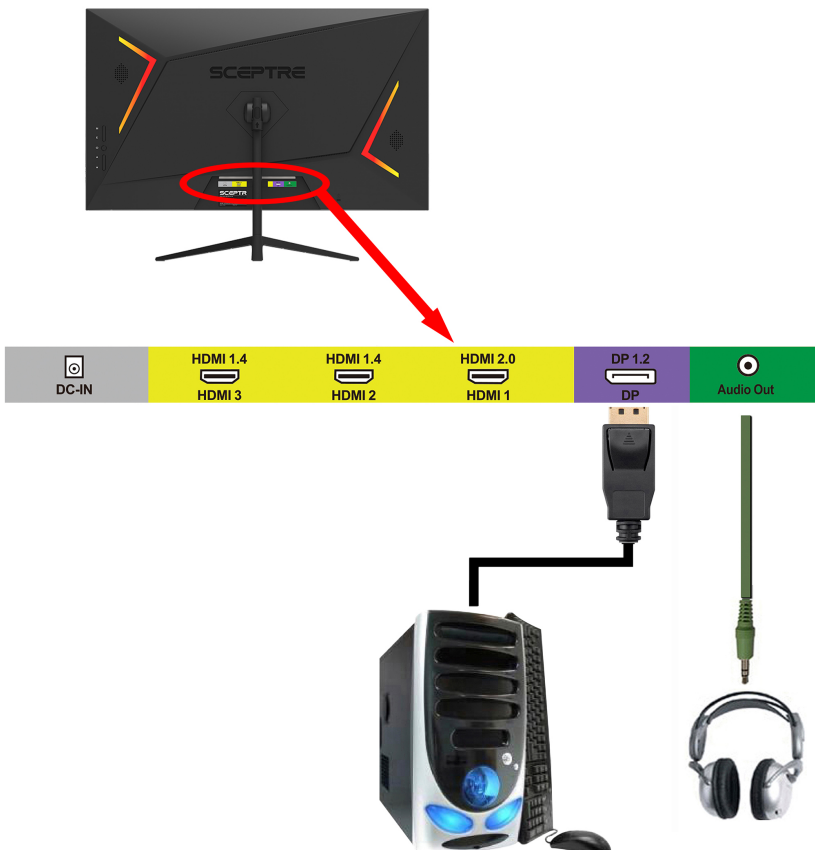 SCEPTRE
SCEPTR
HDMI 1.4
HDMI 1.4
HDMI 2.0
DP 1.2
DC-IN
HDMI 3
HDMI 2
HDMI 1
DP
Audio Out